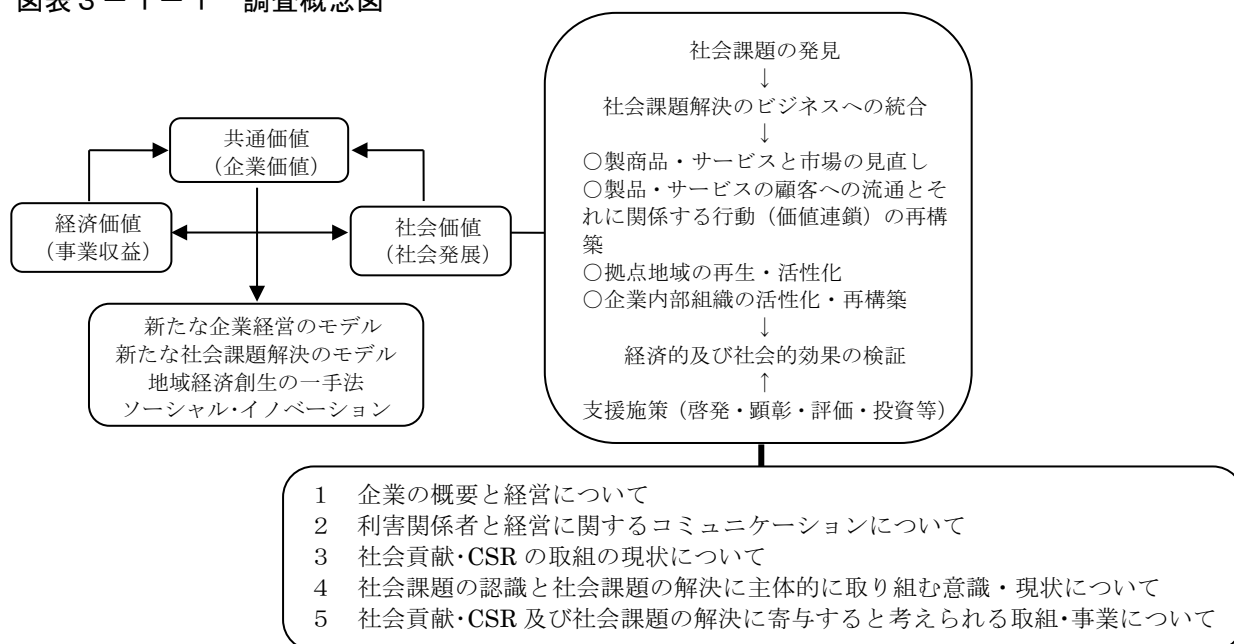 図表３－１－１　調査概念図
共通価値
（企業価値）
経済価値
（事業収益）
社会価値
（社会発展）
新たな企業経営のモデル
新たな社会課題解決のモデル
地域経済創生の一手法
ソーシャル・イノベーション
社会課題の発見
↓
社会課題解決のビジネスへの統合
↓
○製商品・サービスと市場の見直し
○製品・サービスの顧客への流通とそ
れに関係する行動（価値連鎖）の再構
築
○拠点地域の再生・活性化
○企業内部組織の活性化・再構築
↓
経済的及び社会的効果の検証
↑
支援施策（啓発・顕彰・評価・投資等）
1　企業の概要と経営について
2　利害関係者と経営に関するコミュニケーションについて
3　社会貢献・CSR の取組の現状について
4　社会課題の認識と社会課題の解決に主体的に取り組む意識・現状について
5　社会貢献・CSR 及び社会課題の解決に寄与すると考えられる取組・事業について